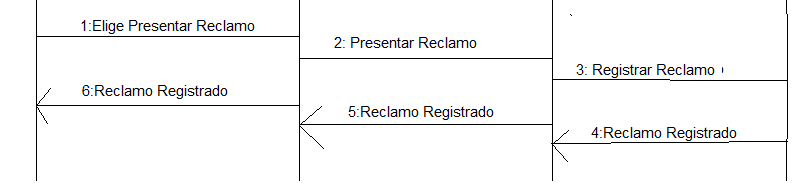 1:Elige Presentar Reclamo
2: Presentar Reclamo
3: Registrar Reclamo
6:Reclamo Registrado
5:Reclamo Registrado
4:Reclamo Registrado